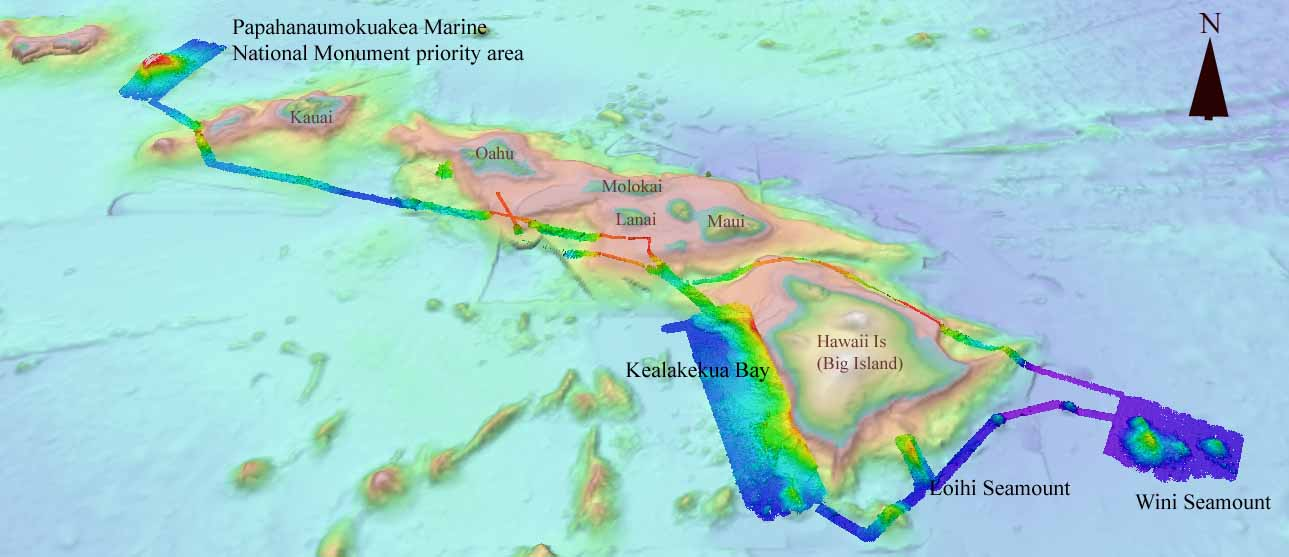 Papahanaumokuakea Marine
National Monument priority area
N
Kauai
Oahu
Molokai
Lanai
Maui
Hawaii Is
(Big Island)
Kealakekua Bay
Loihi Seamount
Wini Seamount